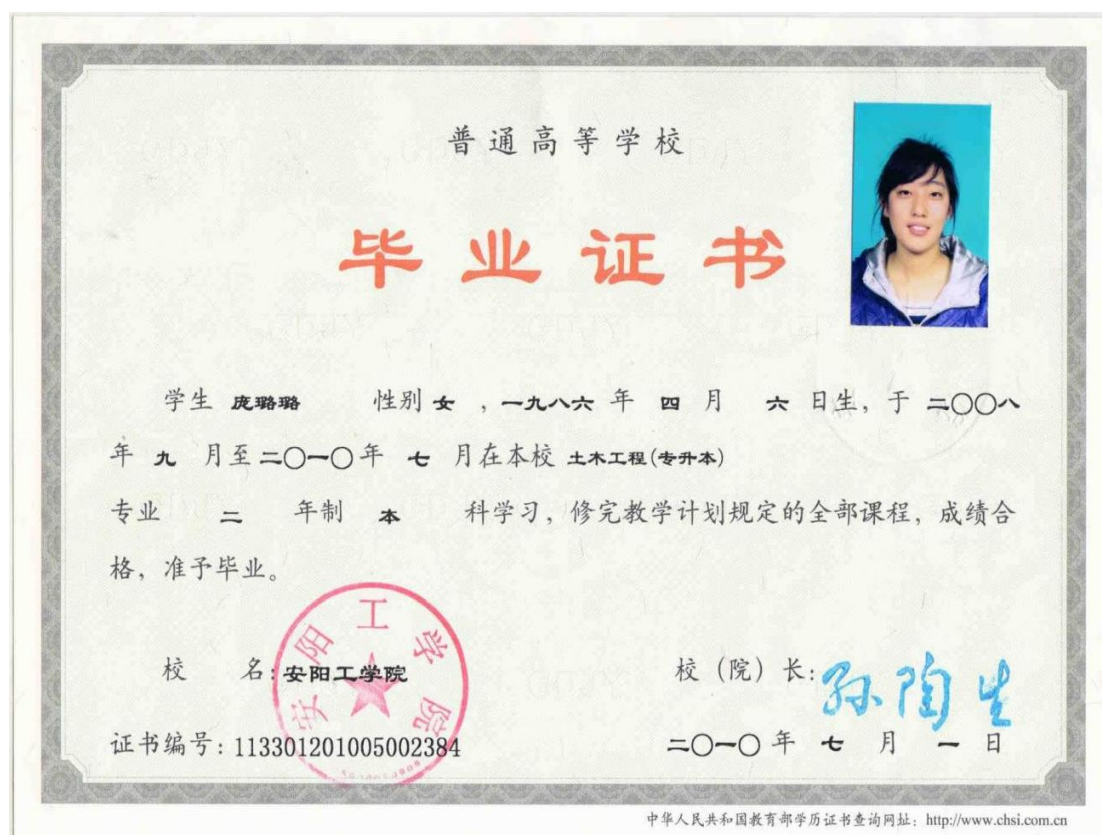 普通高等学校
毕业证书
学生 庞璐璐 性别 女 ，一九八六 年 四 月 六 日生，于 二〇〇八
年 九 月至 二〇一〇 年 七 月在本校 土木工程(专升本)
专业 二 年制 本 科学习，修完教学计划规定的全部课程，成绩合
格，准予毕业。
安阳工学院
校 名：安阳工学院
校（院）长：孙陶生
证书编号：113301201005002384
二〇一〇 年 七 月 一 日
中华人民共和国教育部学历证书查询网址：http://www.chsi.com.cn